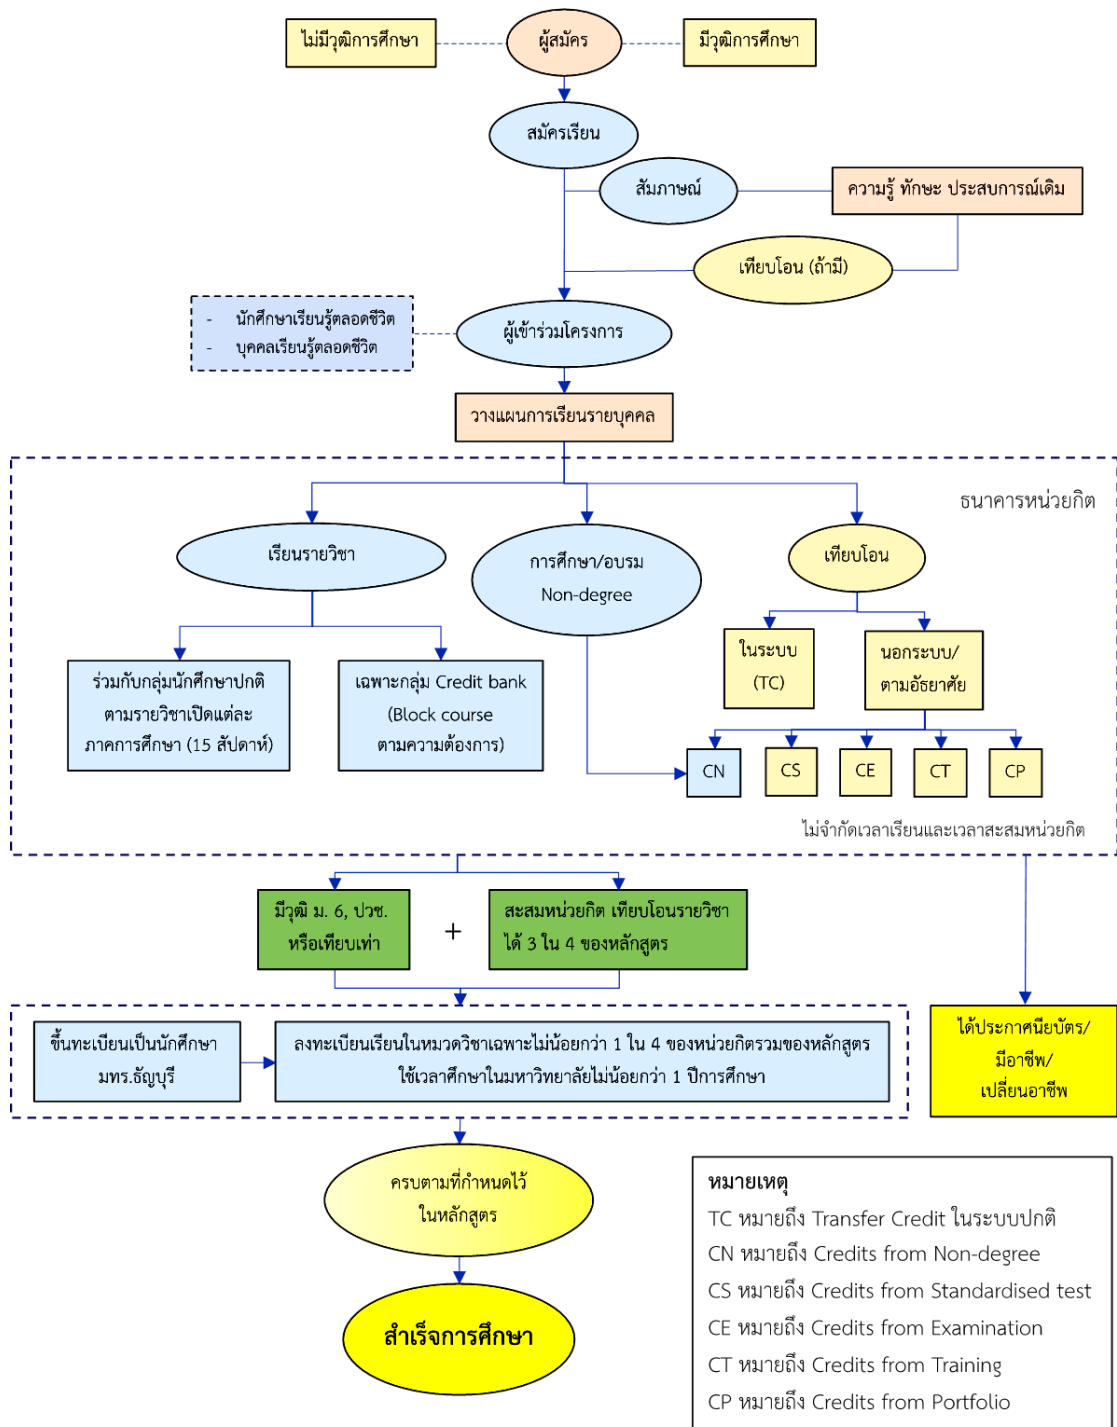 ไม่มีวุฒิการศึกษา
ผู้สมัคร
มีวุฒิการศึกษา
สมัครเรียน
สัมภาษณ์
ความรู้ ทักษะ ประสบการณ์เดิม
เทียบโอน (ถ้ามี)
- นักศึกษาเรียนรู้ตลอดชีวิต
- บุคคลเรียนรู้ตลอดชีวิต
ผู้เข้าร่วมโครงการ
วางแผนการเรียนรายบุคคล
ธนาคารหน่วยกิต
เรียนรายวิชา
การศึกษา/อบรม
Non-degree
เทียบโอน
ร่วมกับกลุ่มนักศึกษาปกติ
ตามรายวิชาเปิดแต่ละ
ภาคการศึกษา (15 สัปดาห์)
เฉพาะกลุ่ม Credit bank
(Block course
ตามความต้องการ)
ในระบบ
(TC)
นอกระบบ/
ตามอัธยาศัย
CN
CS
CE
CT
CP
ไม่จำกัดเวลาเรียนและเวลาสะสมหน่วยกิต
มีวุฒิ ม. 6, ปวช.
หรือเทียบเท่า
+
สะสมหน่วยกิต เทียบโอนรายวิชา
ได้ 3 ใน 4 ของหลักสูตร
ขึ้นทะเบียนเป็นนักศึกษา
มทร.ธัญบุรี
ลงทะเบียนเรียนในหมวดวิชาเฉพาะไม่น้อยกว่า 1 ใน 4 ของหน่วยกิตรวมของหลักสูตร
ใช้เวลาศึกษาในมหาวิทยาลัยไม่น้อยกว่า 1 ปีการศึกษา
ได้ประกาศนียบัตร/
มีอาชีพ/
เปลี่ยนอาชีพ
ครบตามที่กำหนดไว้
ในหลักสูตร
สำเร็จการศึกษา
หมายเหตุ
TC หมายถึง Transfer Credit ในระบบปกติ
CN หมายถึง Credits from Non-degree
CS หมายถึง Credits from Standardised test
CE หมายถึง Credits from Examination
CT หมายถึง Credits from Training
CP หมายถึง Credits from Portfolio